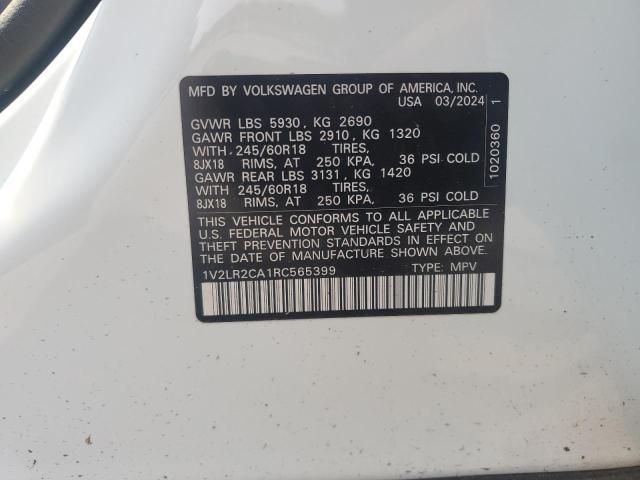 MFD BY VOLKSWAGEN GROUP OF AMERICA, INC.
USA 03/2024
GVWR LBS 5930, KG 2690
GAWR FRONT LBS 2910, KG 1320
WITH 245/60R18 TIRES,
8JX18 RIMS, AT 250 KPA, 36 PSI COLD
GAWR REAR LBS 3131, KG 1420
WITH 245/60R18 TIRES,
8JX18 RIMS, AT 250 KPA, 36 PSI COLD
THIS VEHICLE CONFORMS TO ALL APPLICABLE
U.S. FEDERAL MOTOR VEHICLE SAFETY AND
THEFT PREVENTION STANDARDS IN EFFECT ON
THE DATE OF MANUFACTURE SHOWN ABOVE.
1V2LR2CA1RC565399 TYPE: MPV
1020360 1